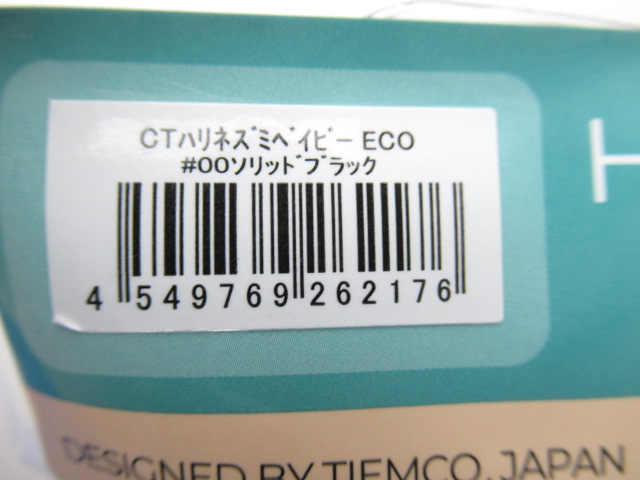 CTﾊﾘﾈｽﾞﾐﾍﾞｲﾋﾞｰ ECO
#00ｿﾘｯﾄﾞﾌﾞﾗｯｸ
4 549769 262176
H
DESIGNED BY TIEMCO, JAPAN